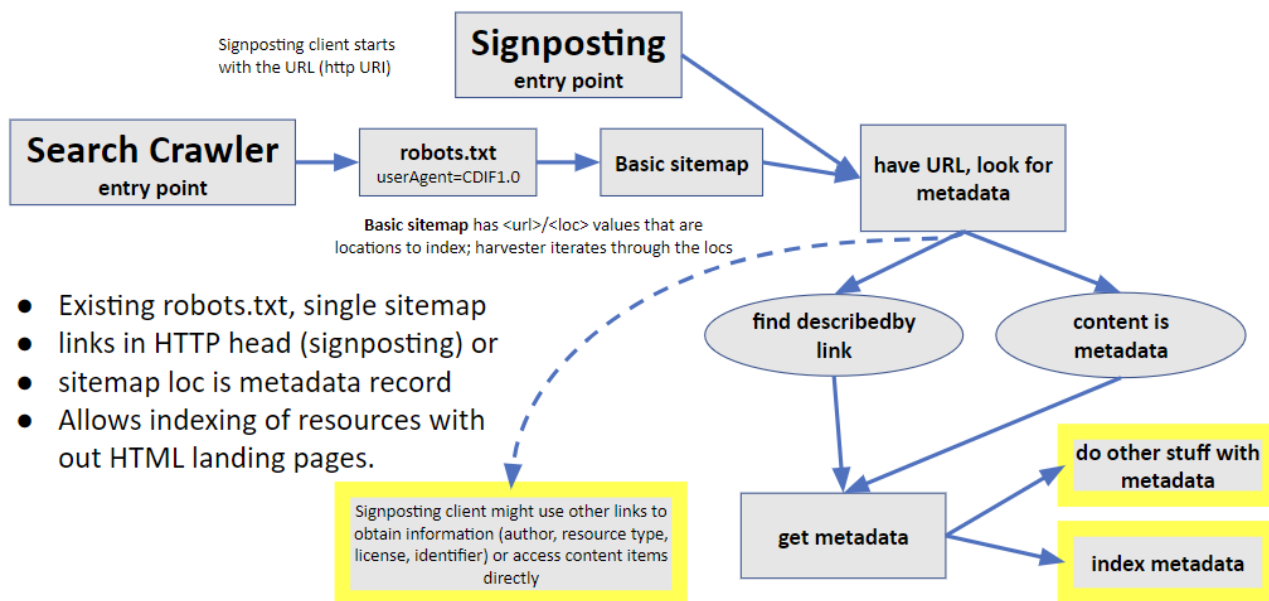 Signposting client starts
with the URL (http URI)
Signposting
entry point
Search Crawler
entry point
robots.txt
userAgent=CDIF1.0
Basic sitemap
have URL, look for
metadata
Basic sitemap has <url>/<loc> values that are
locations to index; harvester iterates through the locs
● Existing robots.txt, single sitemap
● links in HTTP head (signposting) or
● sitemap loc is metadata record
● Allows indexing of resources with
out HTML landing pages.
find describedby
link
content is
metadata
Signposting client might use other links to
obtain information (author, resource type,
license, identifier) or access content items
directly
get metadata
do other stuff with
metadata
index metadata